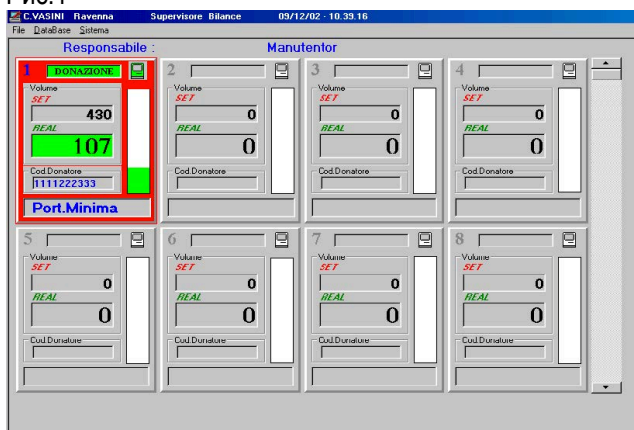 Рис.1
C.VASINI Ravenna Supervisore Bilance 09/12/02 - 10.39.16
File DataBase Sistema
Responsabile : Manutentor
1 DONAZIONE 2 3 4
Volume Volume Volume Volume
SET SET SET SET
430 0 0 0
REAL REAL REAL REAL
107 0 0 0
Cod.Donatore Cod.Donatore Cod.Donatore Cod.Donatore
1111222333
Port.Minima
5 6 7 8
Volume Volume Volume Volume
SET SET SET SET
0 0 0 0
REAL REAL REAL REAL
0 0 0 0
Cod.Donatore Cod.Donatore Cod.Donatore Cod.Donatore